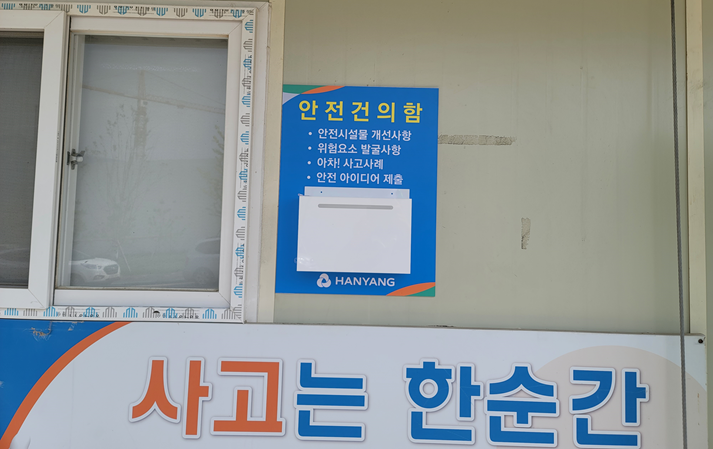 안전건의함
• 안전시설물 개선사항
• 위험요소 발굴사항
• 아차! 사고사례
• 안전 아이디어 제출
HANYANG
사고는 한순간